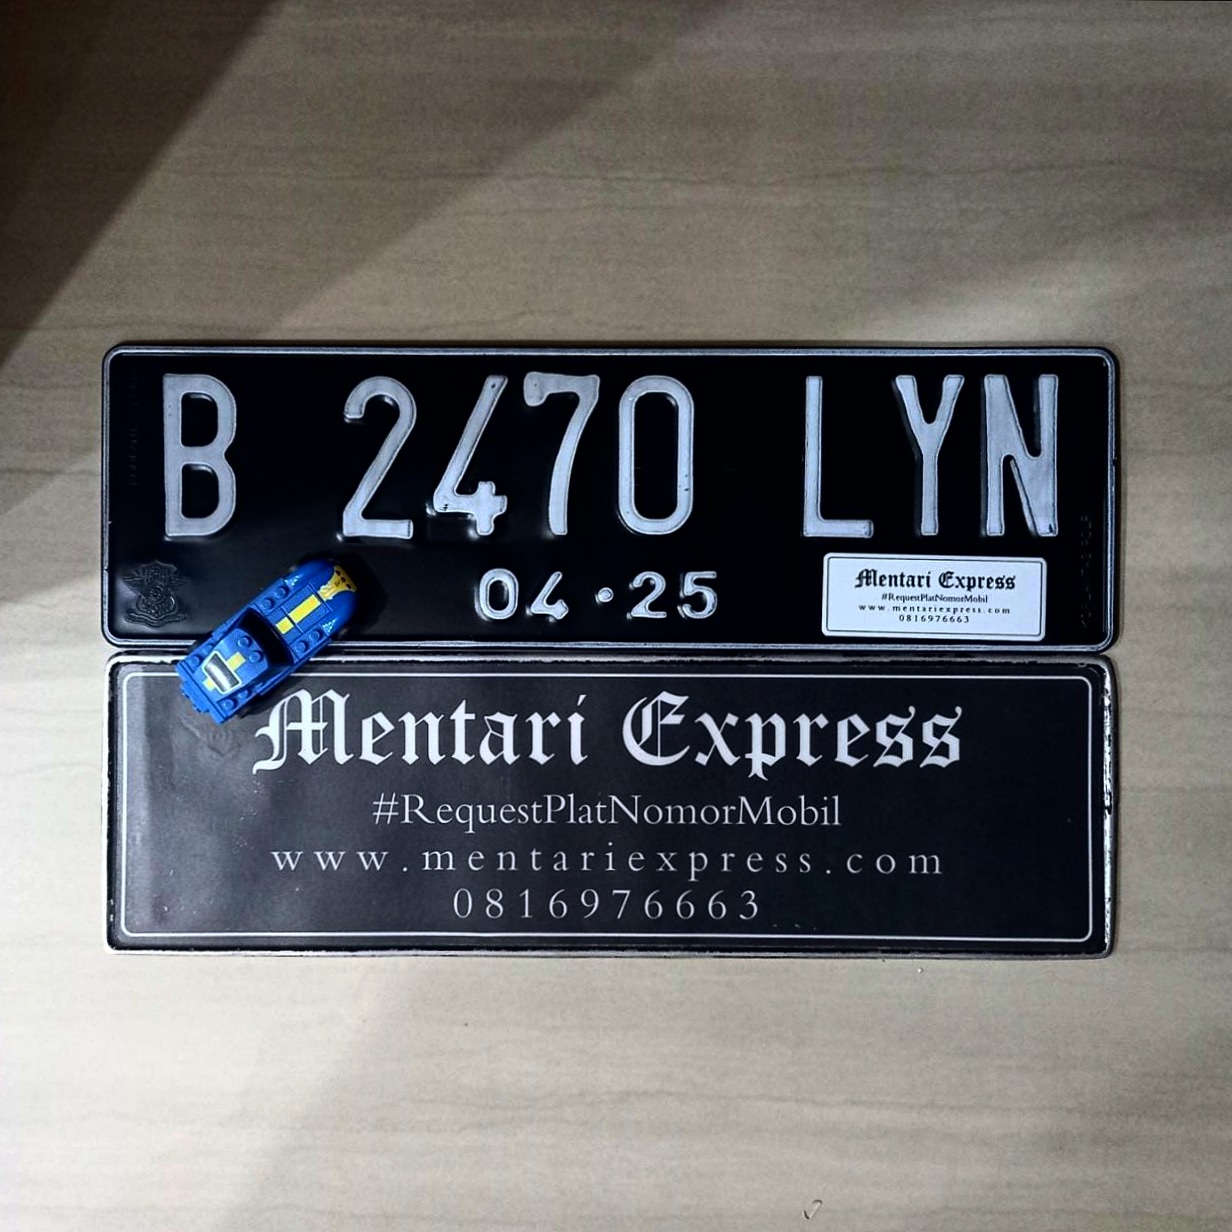 B 2470 LYN
04 · 25
Mentari Express
#RequestPlatNomorMobil
www.mentariexpress.com
0816976663
Mentari Express
#RequestPlatNomorMobil
www.mentariexpress.com
0816976663